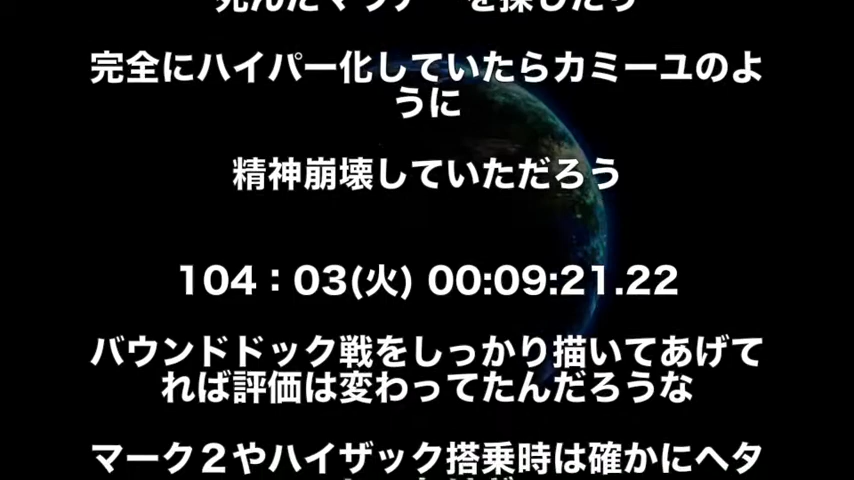 完全にハイパー化していたらカミーユのよ
うに
精神崩壊していただろう
104：03(火) 00:09:21.22
バウンドドック戦をしっかり描いてあげて
れば評価は変わってたんだろうな
マーク２やハイザック搭乗時は確かにヘタ